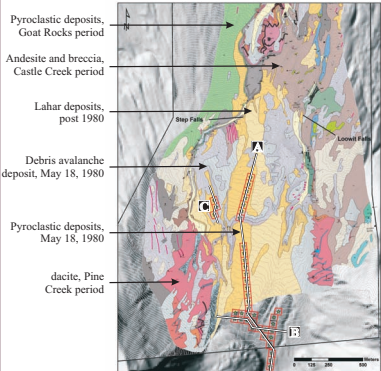 Pyroclastic deposits,
Goat Rocks period
Andesite and breccia,
Castle Creek period
Lahar deposits,
post 1980
Step Falls
Loowit Falls
A
Debris avalanche
deposit, May 18, 1980
C
Pyroclastic deposits,
May 18, 1980
dacite, Pine
Creek period
B
Meters
0 125 250 500